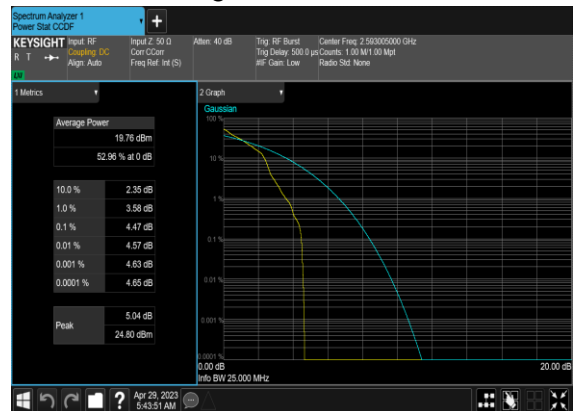 Spectrum Analyzer 1
Power Stat CCDF
KEYSIGHT
R T
LW
Input: RF
Coupling: DC
Align: Auto
Input Z: 50 Ω
Corr CCorr
Freq Ref: Int (S)
Atten: 40 dB
Trig: RF Burst
Trig Delay: 500.0 µs
#IF Gain: Low
Center Freq: 2.593005000 GHz
Counts: 1.00 M/1.00 Mpt
Radio Std: None
1 Metrics
Average Power
19.76 dBm
52.96 % at 0 dB
10.0 % 2.35 dB
1.0 % 3.58 dB
0.1 % 4.47 dB
0.01 % 4.57 dB
0.001 % 4.63 dB
0.0001 % 4.65 dB
Peak
5.04 dB
24.80 dBm
2 Graph
Gaussian
100 %
10 %
1 %
0.1 %
0.01 %
0.001 %
0.0001 %
0.00 dB 20.00 dB
Info BW 25.000 MHz
?
Apr 29, 2023
5:43:51 AM